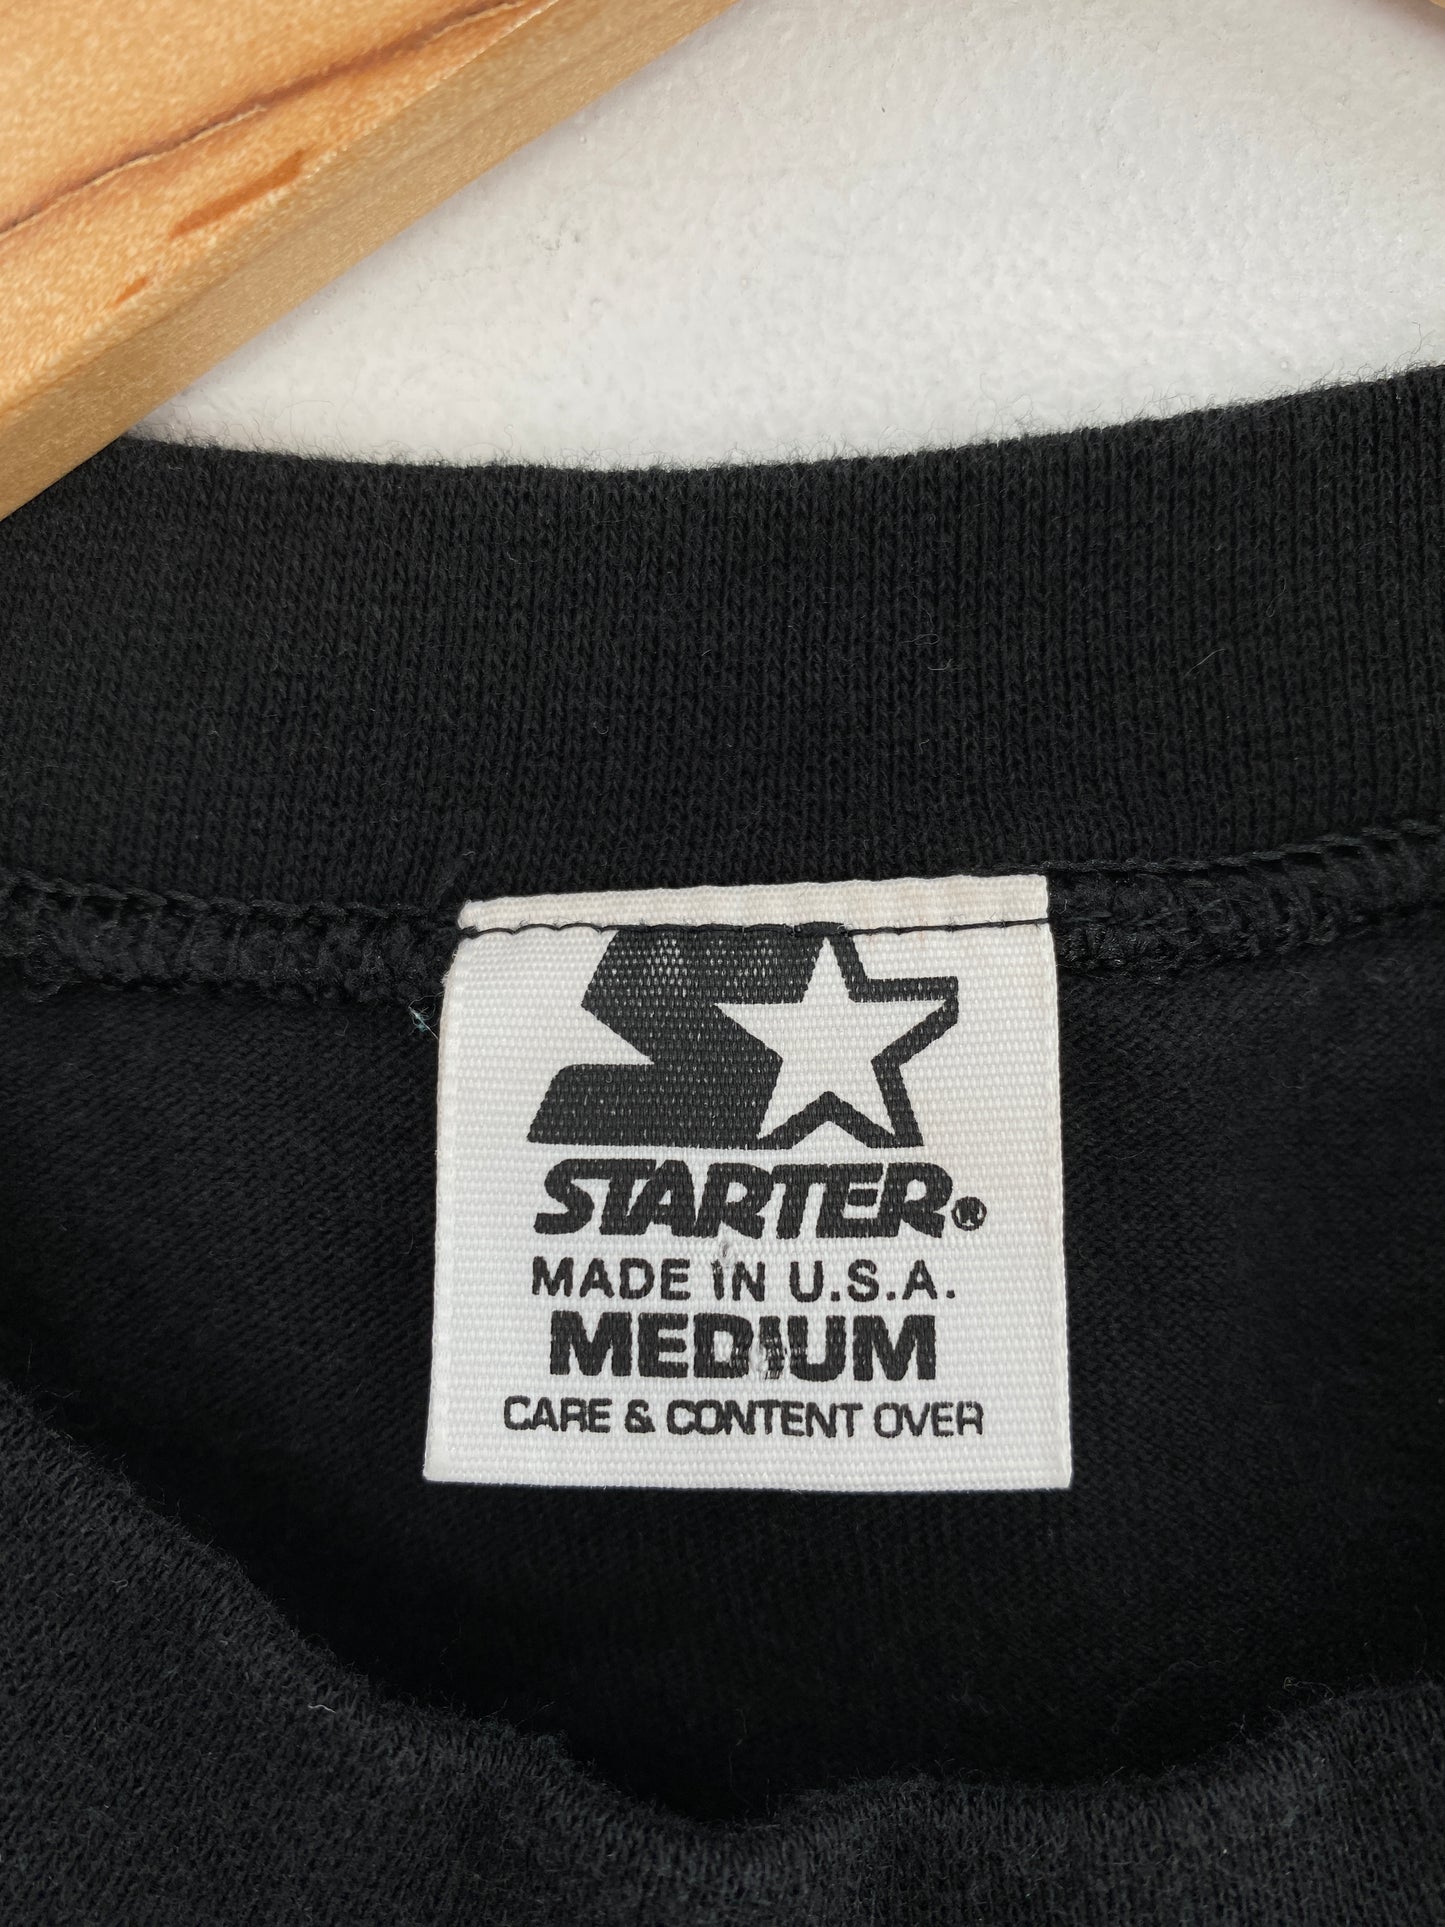 STARTER®
MADE IN U.S.A.
MEDIUM
CARE & CONTENT OVER